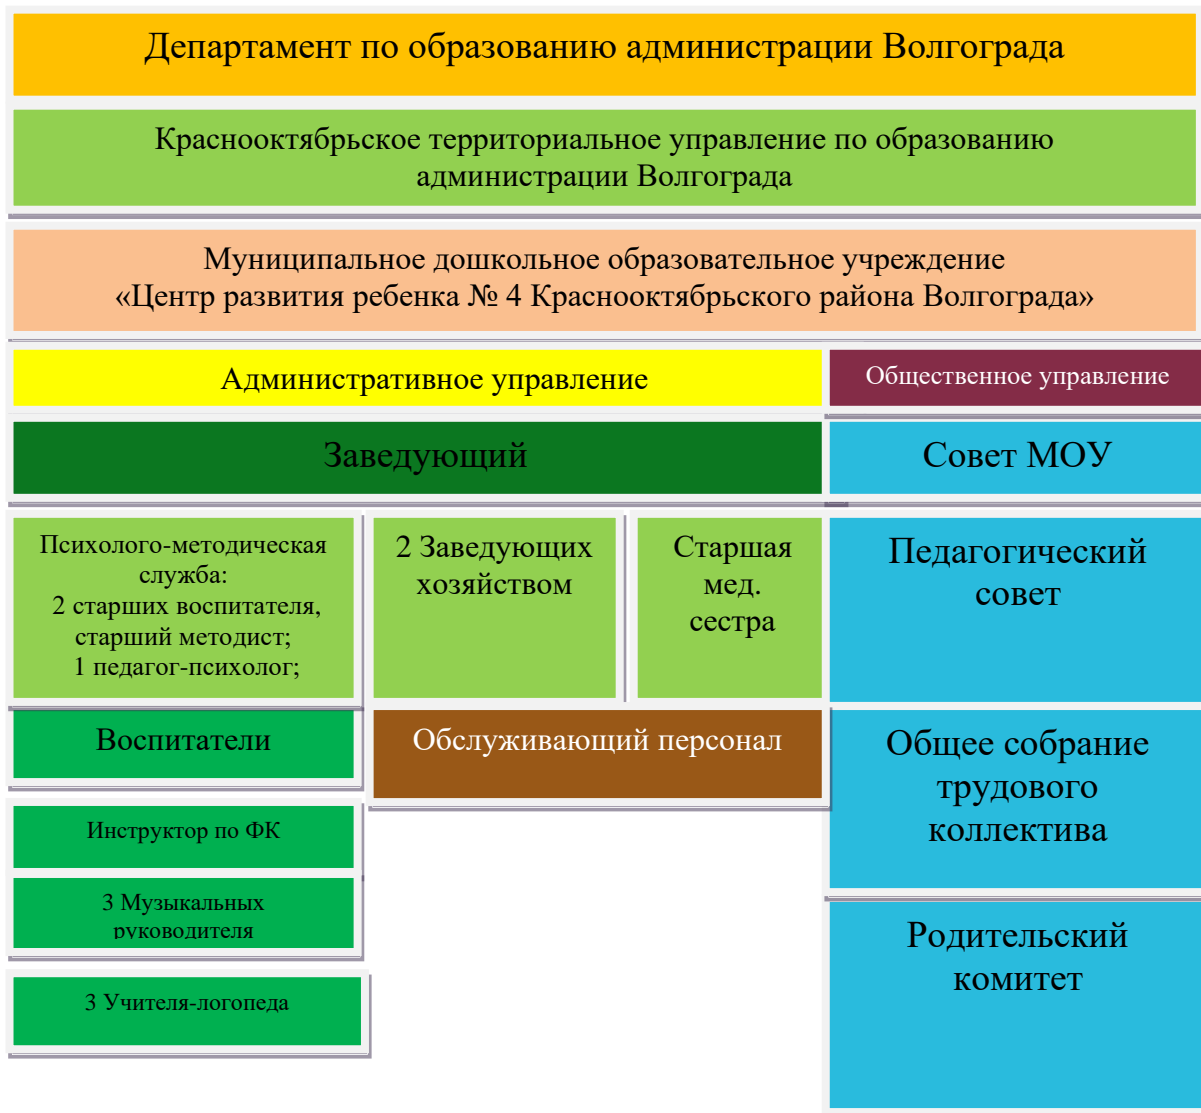 Департамент по образованию администрации Волгограда
Краснооктябрьское территориальное управление по образованию
администрации Волгограда
Муниципальное дошкольное образовательное учреждение
«Центр развития ребенка № 4 Краснооктябрьского района Волгограда»
Административное управление
Общественное управление
Заведующий
Совет МОУ
Психолого-методическая
служба:
2 старших воспитателя,
старший методист;
1 педагог-психолог;
2 Заведующих
хозяйством
Старшая
мед.
сестра
Педагогический
совет
Воспитатели
Обслуживающий персонал
Общее собрание
трудового
коллектива
Инструктор по ФК
3 Музыкальных
руководителя
Родительский
комитет
3 Учителя-логопеда